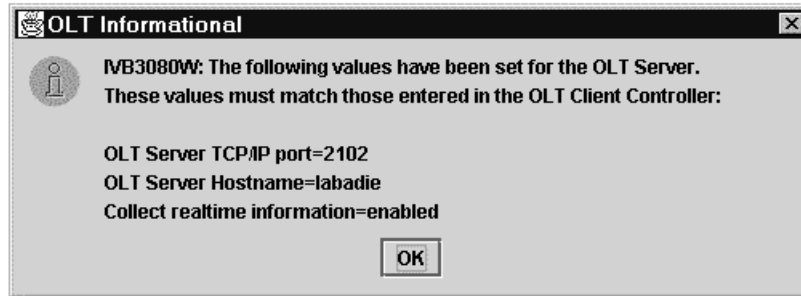 OLT Informational
IVB3080W: The following values have been set for the OLT Server.
These values must match those entered in the OLT Client Controller:
OLT Server TCP/IP port=2102
OLT Server Hostname=labadie
Collect realtime information=enabled
OK